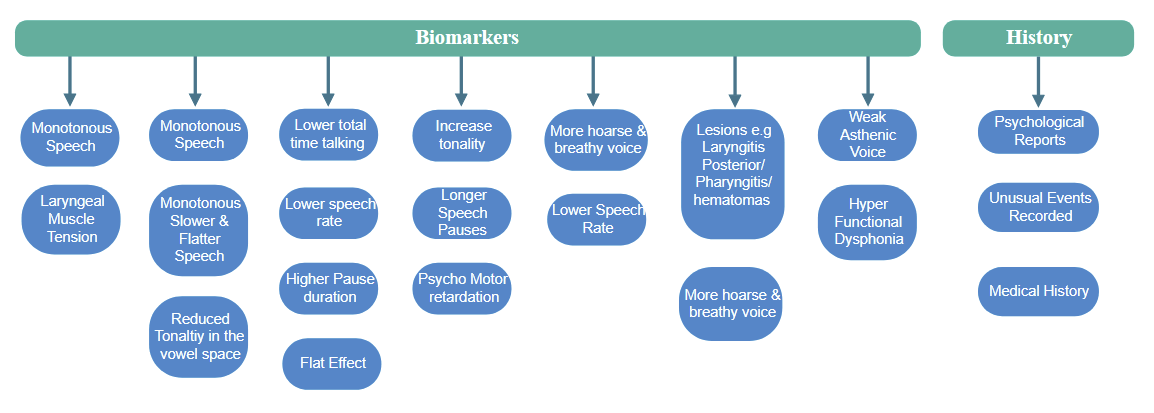 Biomarkers
History
Monotonous
Speech
Laryngeal
Muscle
Tension
Monotonous
Speech
Monotonous
Slower &
Flatter
Speech
Reduced
Tonaltiy in the
vowel space
Lower total
time talking
Lower speech
rate
Higher Pause
duration
Flat Effect
Increase
tonality
Longer
Speech
Pauses
Psycho Motor
retardation
More hoarse &
breathy voice
Lower Speech
Rate
Lesions e.g
Laryngitis
Posterior/
Pharyngitis/
hematomas
More hoarse &
breathy voice
Weak
Asthenic
Voice
Hyper
Functional
Dysphonia
Psychological
Reports
Unusual Events
Recorded
Medical History